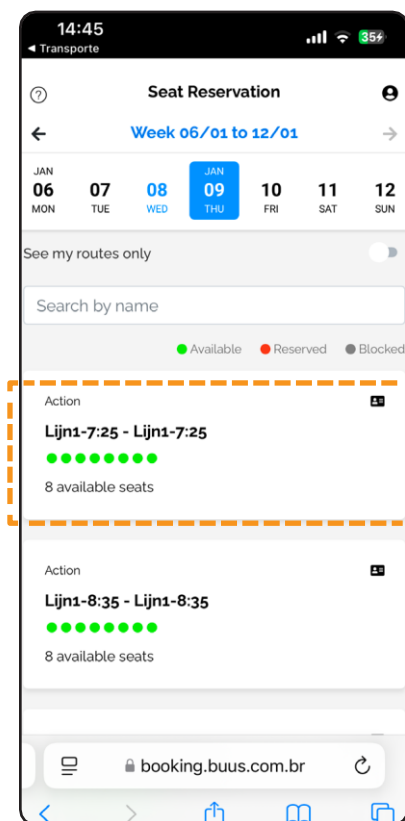 14:45
◀ Transporte
354
Seat Reservation
Week 06/01 to 12/01
JAN JAN
06 07 08 09 10 11 12
MON TUE WED THU FRI SAT SUN
See my routes only
Search by name
Available Reserved Blocked
Action
Lijn1-7:25 - Lijn1-7:25
8 available seats
Action
Lijn1-8:35 - Lijn1-8:35
8 available seats
booking.buus.com.br